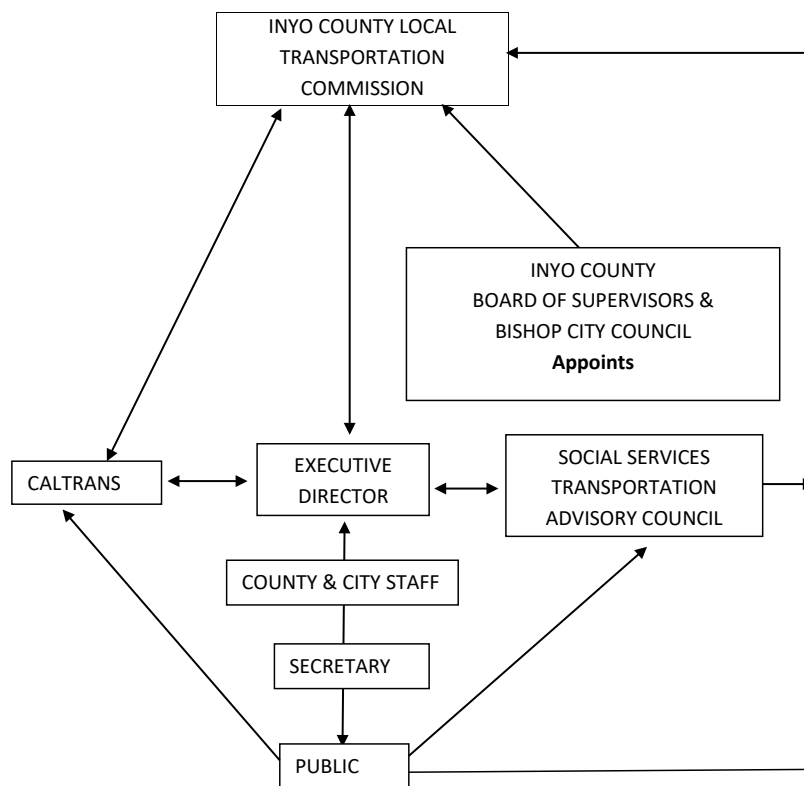 INYO COUNTY LOCAL
TRANSPORTATION
COMMISSION
INYO COUNTY
BOARD OF SUPERVISORS &
BISHOP CITY COUNCIL
Appoints
CALTRANS
EXECUTIVE
DIRECTOR
SOCIAL SERVICES
TRANSPORTATION
ADVISORY COUNCIL
COUNTY & CITY STAFF
SECRETARY
PUBLIC